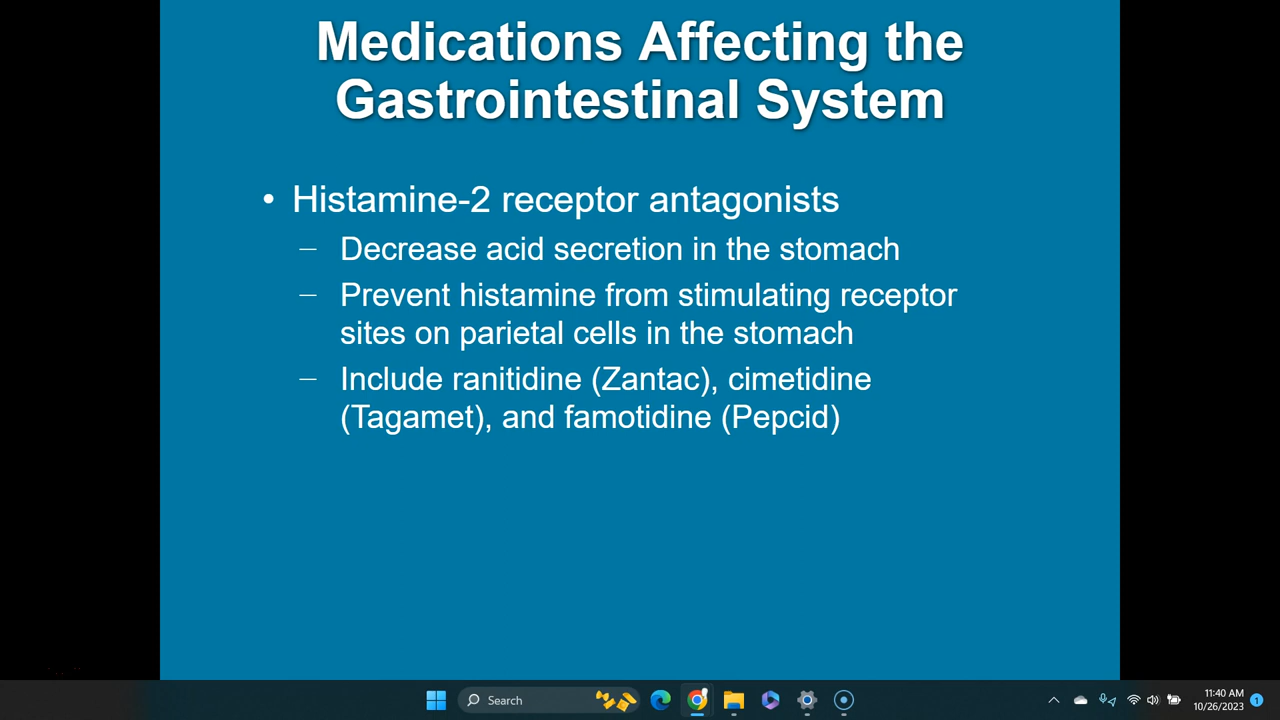 Medications Affecting the
Gastrointestinal System
• Histamine-2 receptor antagonists
– Decrease acid secretion in the stomach
– Prevent histamine from stimulating receptor
sites on parietal cells in the stomach
– Include ranitidine (Zantac), cimetidine
(Tagamet), and famotidine (Pepcid)
Search
11:40 AM
10/26/2023
1